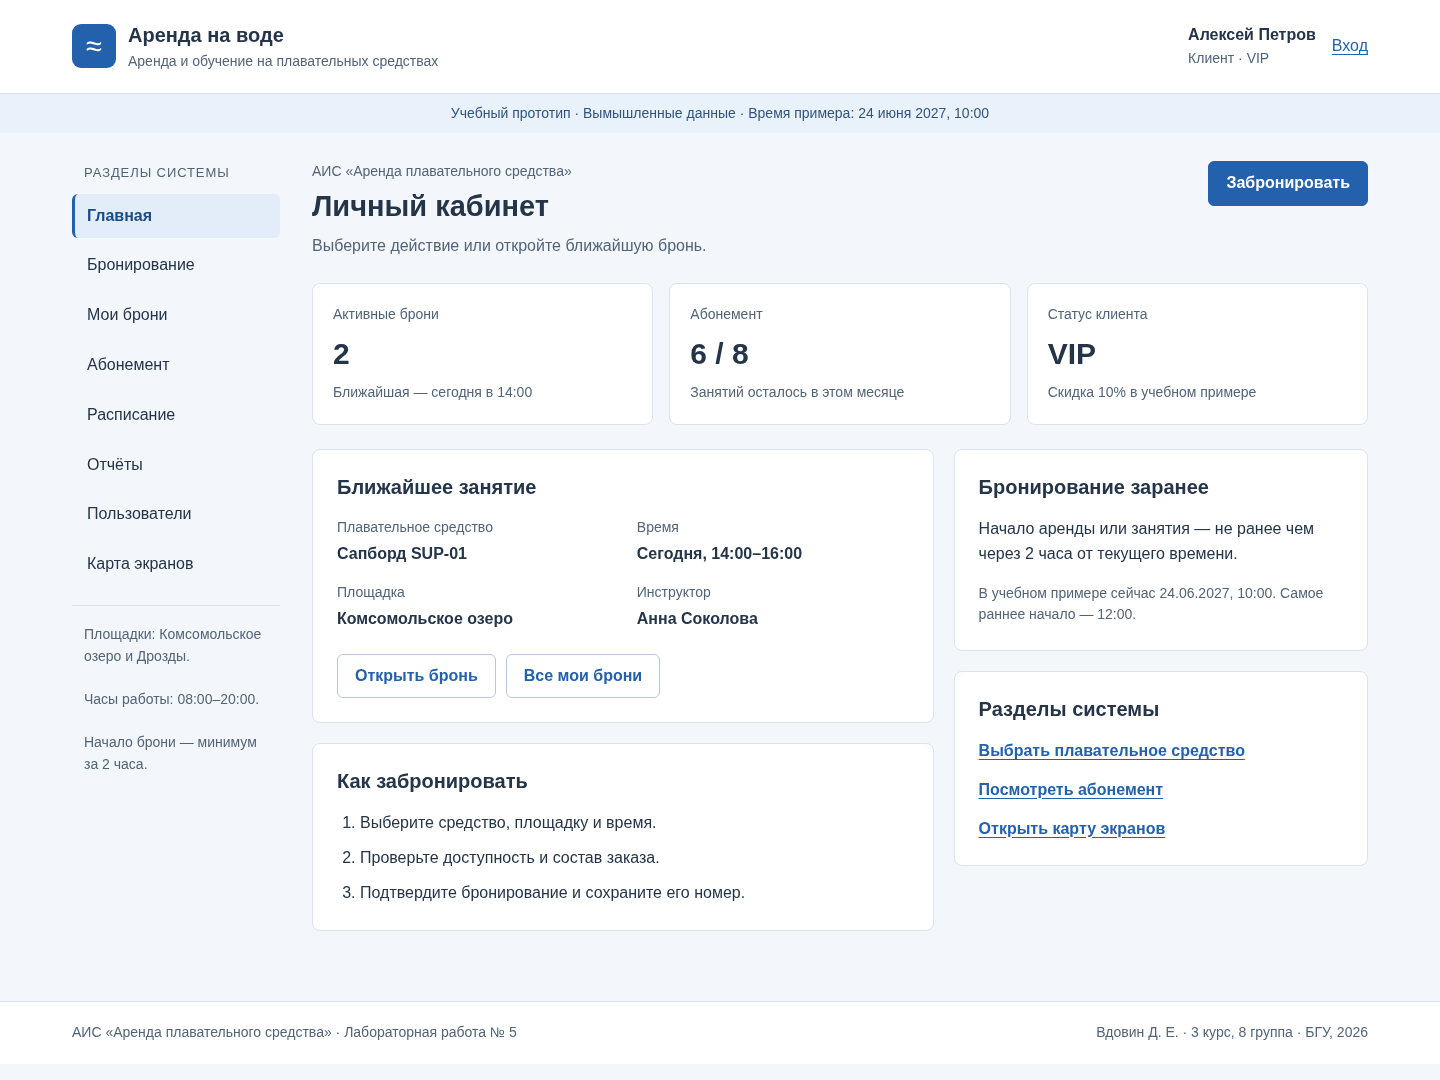 ≈
Аренда на воде
Аренда и обучение на плавательных средствах
Алексей Петров
Клиент · VIP
Вход
Учебный прототип · Вымышленные данные · Время примера: 24 июня 2027, 10:00
РАЗДЕЛЫ СИСТЕМЫ
Главная
Бронирование
Мои брони
Абонемент
Расписание
Отчёты
Пользователи
Карта экранов
Площадки: Комсомольское
озеро и Дрозды.
Часы работы: 08:00–20:00.
Начало брони — минимум
за 2 часа.
АИС «Аренда плавательного средства»
Личный кабинет
Выберите действие или откройте ближайшую бронь.
Забронировать
Активные брони
2
Ближайшая — сегодня в 14:00
Абонемент
6 / 8
Занятий осталось в этом месяце
Статус клиента
VIP
Скидка 10% в учебном примере
Ближайшее занятие
Плавательное средство
Сапборд SUP-01
Время
Сегодня, 14:00–16:00
Площадка
Комсомольское озеро
Инструктор
Анна Соколова
Открыть бронь
Все мои брони
Как забронировать
1. Выберите средство, площадку и время.
2. Проверьте доступность и состав заказа.
3. Подтвердите бронирование и сохраните его номер.
Бронирование заранее
Начало аренды или занятия — не ранее чем
через 2 часа от текущего времени.
В учебном примере сейчас 24.06.2027, 10:00. Самое
раннее начало — 12:00.
Разделы системы
Выбрать плавательное средство
Посмотреть абонемент
Открыть карту экранов
АИС «Аренда плавательного средства» · Лабораторная работа № 5
Вдовин Д. Е. · 3 курс, 8 группа · БГУ, 2026